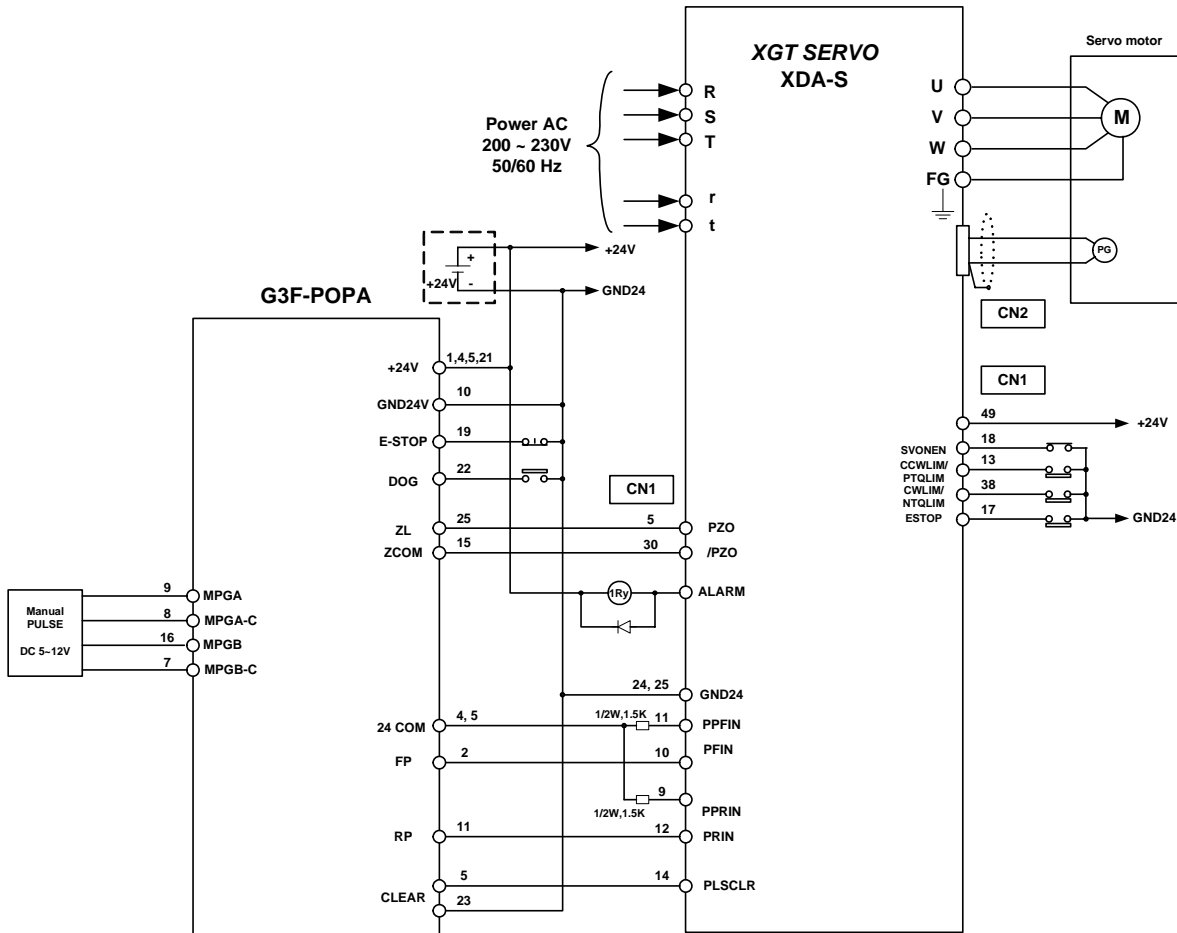 XGT SERVO
XDA-S
Servo motor
R
S
T
r
t
Power AC
200 ~ 230V
50/60 Hz
U
V
W
FG
M
PG
CN2
CN1
+24V
GND24
+
+24V
-
G3F-POPA
+24V
1,4,5,21
GND24V
10
E-STOP
19
DOG
22
CN1
ZL
25
5
PZO
ZCOM
15
30
/PZO
1Ry
ALARM
49
+24V
SVONEN
18
CCWLIM/
PTQLIM
13
CWLIM/
NTQLIM
38
ESTOP
17
GND24
Manual
PULSE
DC 5~12V
9
MPGA
8
MPGA-C
16
MPGB
7
MPGB-C
24, 25
GND24
24 COM
4, 5
1/2W,1.5K
11
PPFIN
FP
2
10
PFIN
1/2W,1.5K
9
PPRIN
RP
11
12
PRIN
CLEAR
5
14
PLSCLR
23